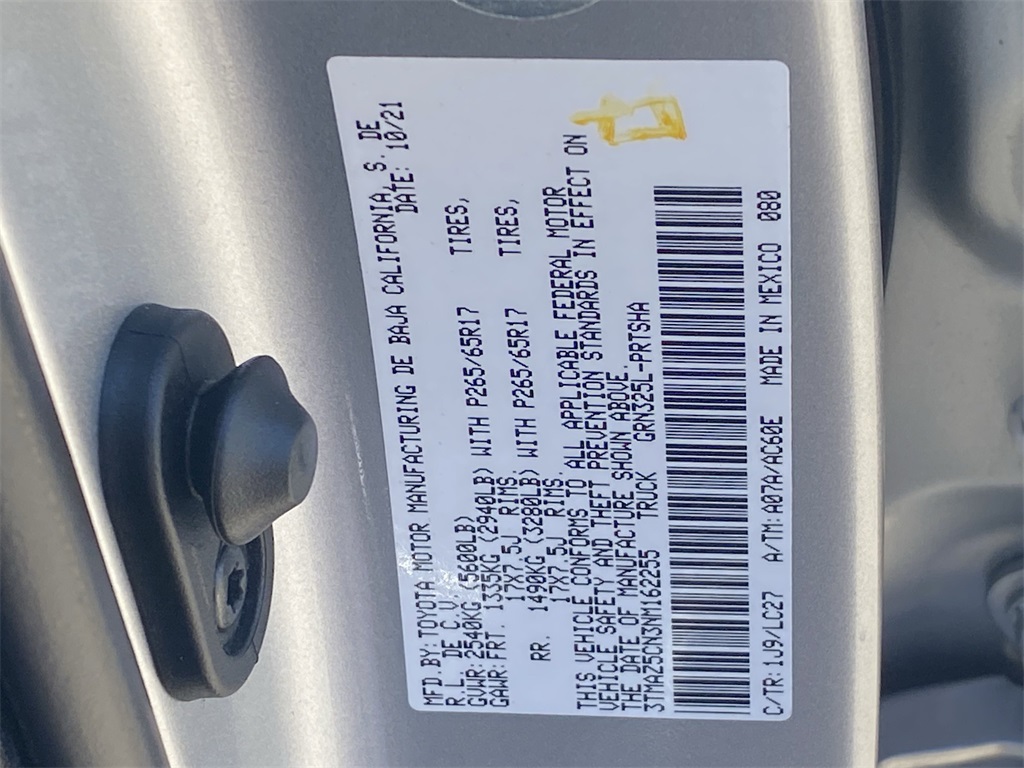 MFD.BY:TOYOTA MOTOR MANUFACTURING DE BAJA CALIFORNIA, S. DE
R.L. DE C.V. DATE: 10/21
GVWR:2540KG (5600LB)
GAWR:FRT. 1335KG (2940LB) WITH P265/65R17 TIRES,
17X7.5J RIMS.
RR. 1490KG (3280LB) WITH P265/65R17 TIRES,
17X7.5J RIMS.
THIS VEHICLE CONFORMS TO ALL APPLICABLE FEDERAL MOTOR
VEHICLE SAFETY AND THEFT PREVENTION STANDARDS IN EFFECT ON
THE DATE OF MANUFACTURE SHOWN ABOVE.
3TMAZ5CN3NM162255 TRUCK GRN325L-PRTSHA
C/TR:1J9/LC27 A/TM:A07A/AC60E MADE IN MEXICO 080